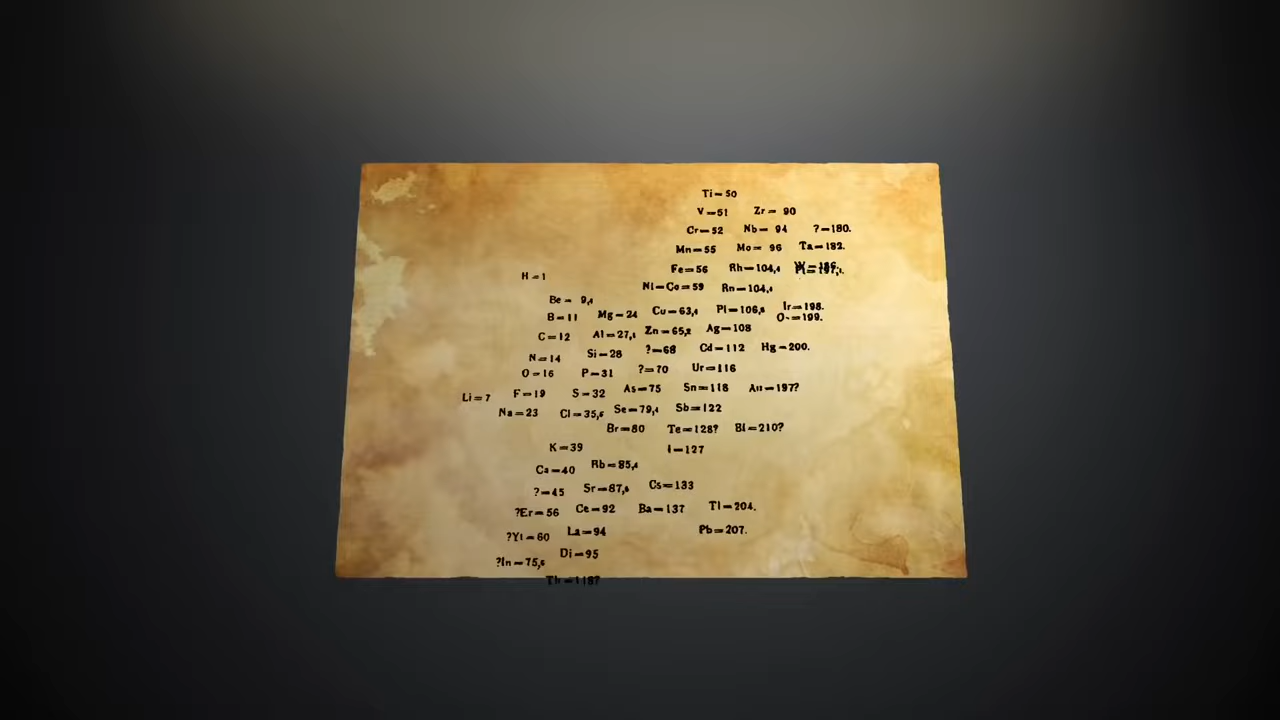 Ti=50
V=51 Zr= 90
Cr=52 Nb= 94 ?=180.
Mn=55 Mo= 96 Ta=182.
Fe=56 Rh=104,4
H=1
Ni=Co=59 Rn=104,4
Be= 9,4
Mg=24 Cu=63,4 Pl=106,6 Ir=198.
B=11 O-=199.
C=12 Al=27,1 Zn=65,2 Ag=108
N=14 Si=28 ?=68 Cd=112 Hg=200.
O=16 P=31 ?=70 Ur=116
F=19 S=32 As=75 Sn=118 Au=197?
Li=7
Na=23 Cl=35,5 Se=79,4 Sb=122
Br=80 Te=128? Bi=210?
K=39 I=127
Ca=40 Rb=85,4
?=45 Sr=87,6 Cs=133
?Er=56 Ce=92 Ba=137 Tl=204.
?Yt=60 La=94 Pb=207.
Di=95
?In=75,6
Th=118?